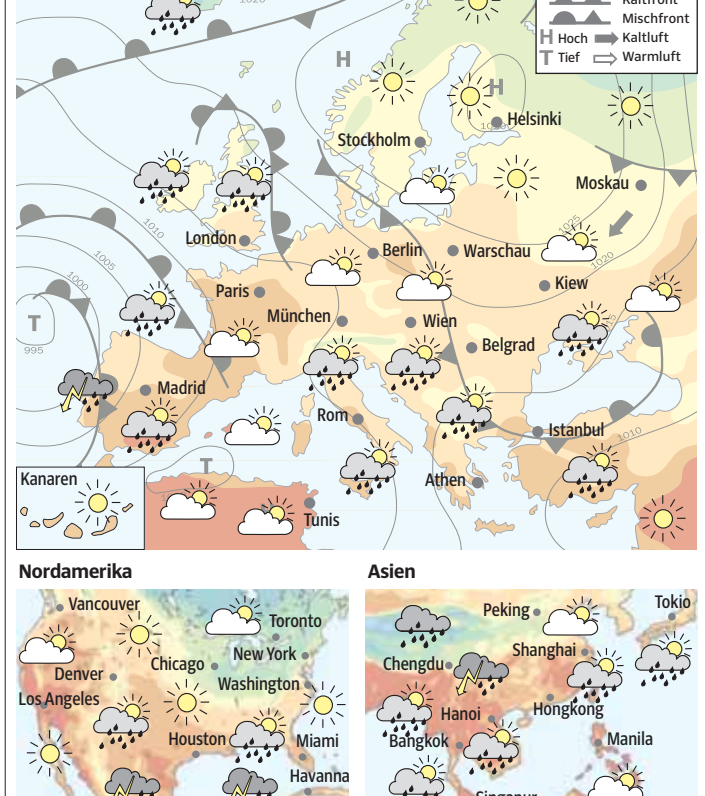 Kaltfront
Mischfront
H Hoch Kaltluft
T Tief Warmluft
1020
H
H
Helsinki
Stockholm
Moskau
1010
1025
London
Berlin
Warschau
1020
1005
1000
Paris
Kiew
T
München
Wien
995
Belgrad
Madrid
Rom
Istanbul
1010
T
Athen
Kanaren
Tunis
Nordamerika
Vancouver
Toronto
Chicago
New York
Denver
Washington
Los Angeles
Houston
Miami
Havanna
Asien
Peking
Tokio
Shanghai
Chengdu
Hongkong
Hanoi
Bangkok
Manila
Singapur